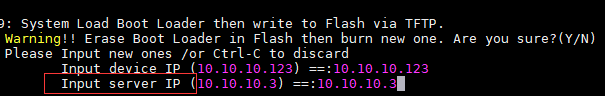 9: System Load Boot Loader then write to Flash via TFTP.
Warning!! Erase Boot Loader in Flash then burn new one. Are you sure?(Y/N)
Please Input new ones /or Ctrl-C to discard
Input device IP (10.10.10.123) ==:10.10.10.123
Input server IP (10.10.10.3) ==:10.10.10.3